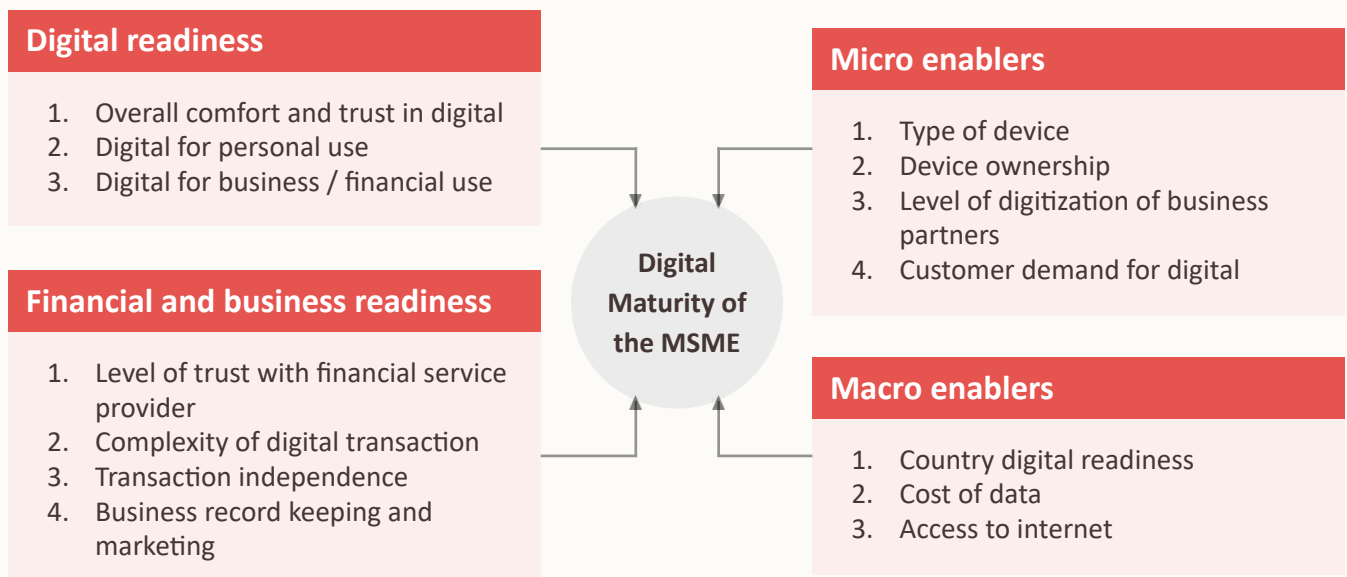 Digital readiness
1. Overall comfort and trust in digital
2. Digital for personal use
3. Digital for business / financial use
Financial and business readiness
1. Level of trust with financial service
provider
2. Complexity of digital transaction
3. Transaction independence
4. Business record keeping and
marketing
Digital
Maturity of
the MSME
Micro enablers
1. Type of device
2. Device ownership
3. Level of digitization of business
partners
4. Customer demand for digital
Macro enablers
1. Country digital readiness
2. Cost of data
3. Access to internet